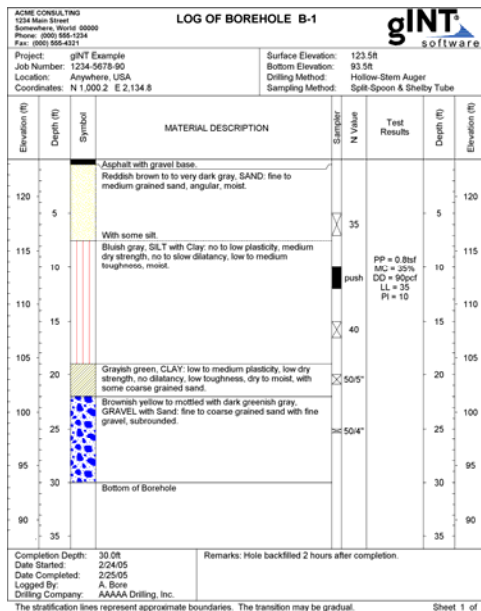 ACME CONSULTING
1234 Main Street
Somewhere, World 00000
Phone: (000) 555-1234
Fax: (000) 555-4321
LOG OF BOREHOLE B-1
gINT
software
Project: gINT Example
Job Number: 1234-5678-90
Location: Anywhere, USA
Coordinates: N 1,000.2 E 2,134.8
Surface Elevation: 123.5ft
Bottom Elevation: 93.5ft
Drilling Method: Hollow-Stem Auger
Sampling Method: Split-Spoon & Shelby Tube
Elevation (ft)
Depth (ft)
Symbol
MATERIAL DESCRIPTION
Sampler
N Value
Test
Results
Depth (ft)
Elevation (ft)
Asphalt with gravel base.
Reddish brown to to very dark gray, SAND: fine to
medium grained sand, angular, moist.
120 120
5 35 5
With some silt.
Bluish gray, SILT with Clay: no to low plasticity, medium
dry strength, no to slow dilatancy, low to medium
toughness, moist.
115 115
10 push 10
PP = 0.8tsf
MC = 35%
DD = 90pcf
LL = 35
PI = 10
110 110
15 40 15
105 105
Grayish green, CLAY: low to medium plasticity, low dry
strength, no dilatancy, low toughness, dry to moist, with
some coarse grained sand.
20 50/5" 20
Brownish yellow to mottled with dark greenish gray,
GRAVEL with Sand: fine to coarse grained sand with fine
gravel, subrounded.
100 100
25 50/4" 25
95 95
30 Bottom of Borehole 30
90 90
35 35
Completion Depth: 30.0ft
Date Started: 2/24/05
Date Completed: 2/25/05
Logged By: A. Bore
Drilling Company: AAAAA Drilling, Inc.
Remarks: Hole backfilled 2 hours after completion.
The stratification lines represent approximate boundaries. The transition may be gradual.
Sheet 1 of